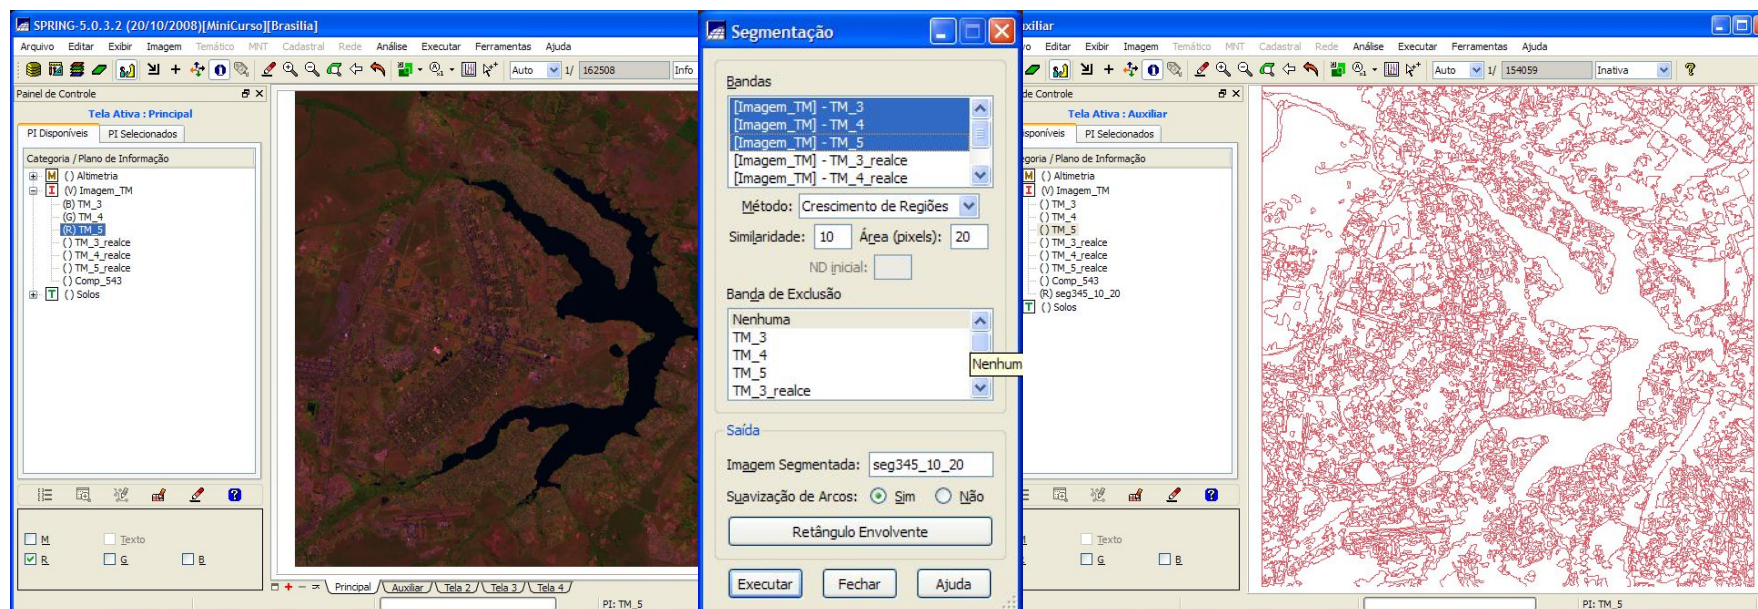 SPRING-5.0.3.2 (20/10/2008)[MiniCurso][Brasilia]
Arquivo Editar Exibir Imagem Temático MNT Cadastral Rede Análise Executar Ferramentas Ajuda
Auto 1/ 162508 Info
Painel de Controle
Tela Ativa : Principal
PI Disponíveis PI Selecionados
Categoria / Plano de Informação
M () Altimetria
I (V) Imagem_TM
(B) TM_3
(G) TM_4
(R) TM_5
() TM_3_realce
() TM_4_realce
() TM_5_realce
() Comp_543
T () Solos
M Texto
R G B
Principal Auxiliar Tela 2 Tela 3 Tela 4
PI: TM_5
Segmentação
Bandas
[Imagem_TM] - TM_3
[Imagem_TM] - TM_4
[Imagem_TM] - TM_5
[Imagem_TM] - TM_3_realce
[Imagem_TM] - TM_4_realce
Método: Crescimento de Regiões
Similaridade: 10 Área (pixels): 20
ND inicial:
Banda de Exclusão
Nenhuma
TM_3
TM_4
TM_5
TM_3_realce
Nenhum
Saída
Imagem Segmentada: seg345_10_20
Suavização de Arcos: Sim Não
Retângulo Envolvente
Executar Fechar Ajuda
uxiliar
vo Editar Exibir Imagem Temático MNT Cadastral Rede Análise Executar Ferramentas Ajuda
Auto 1/ 154059 Inativa
de Controle
Tela Ativa : Auxiliar
isponíveis PI Selecionados
egoria / Plano de Informação
M () Altimetria
I (V) Imagem_TM
() TM_3
() TM_4
() TM_5
() TM_3_realce
() TM_4_realce
() TM_5_realce
() Comp_543
(R) seg345_10_20
T () Solos
Texto
G B
PI: TM_5